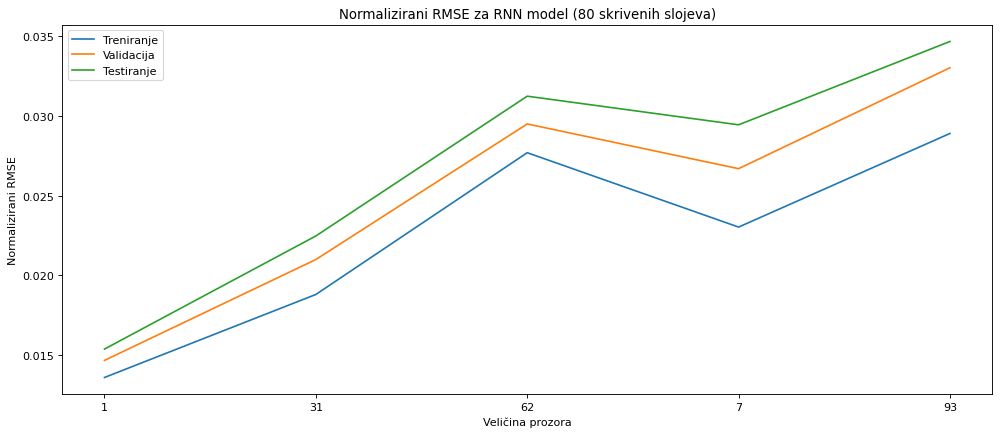 Normalizirani RMSE za RNN model (80 skrivenih slojeva)
Treniranje
Validacija
Testiranje
Normalizirani RMSE
0.035
0.030
0.025
0.020
0.015
1 31 62 7 93
Veličina prozora